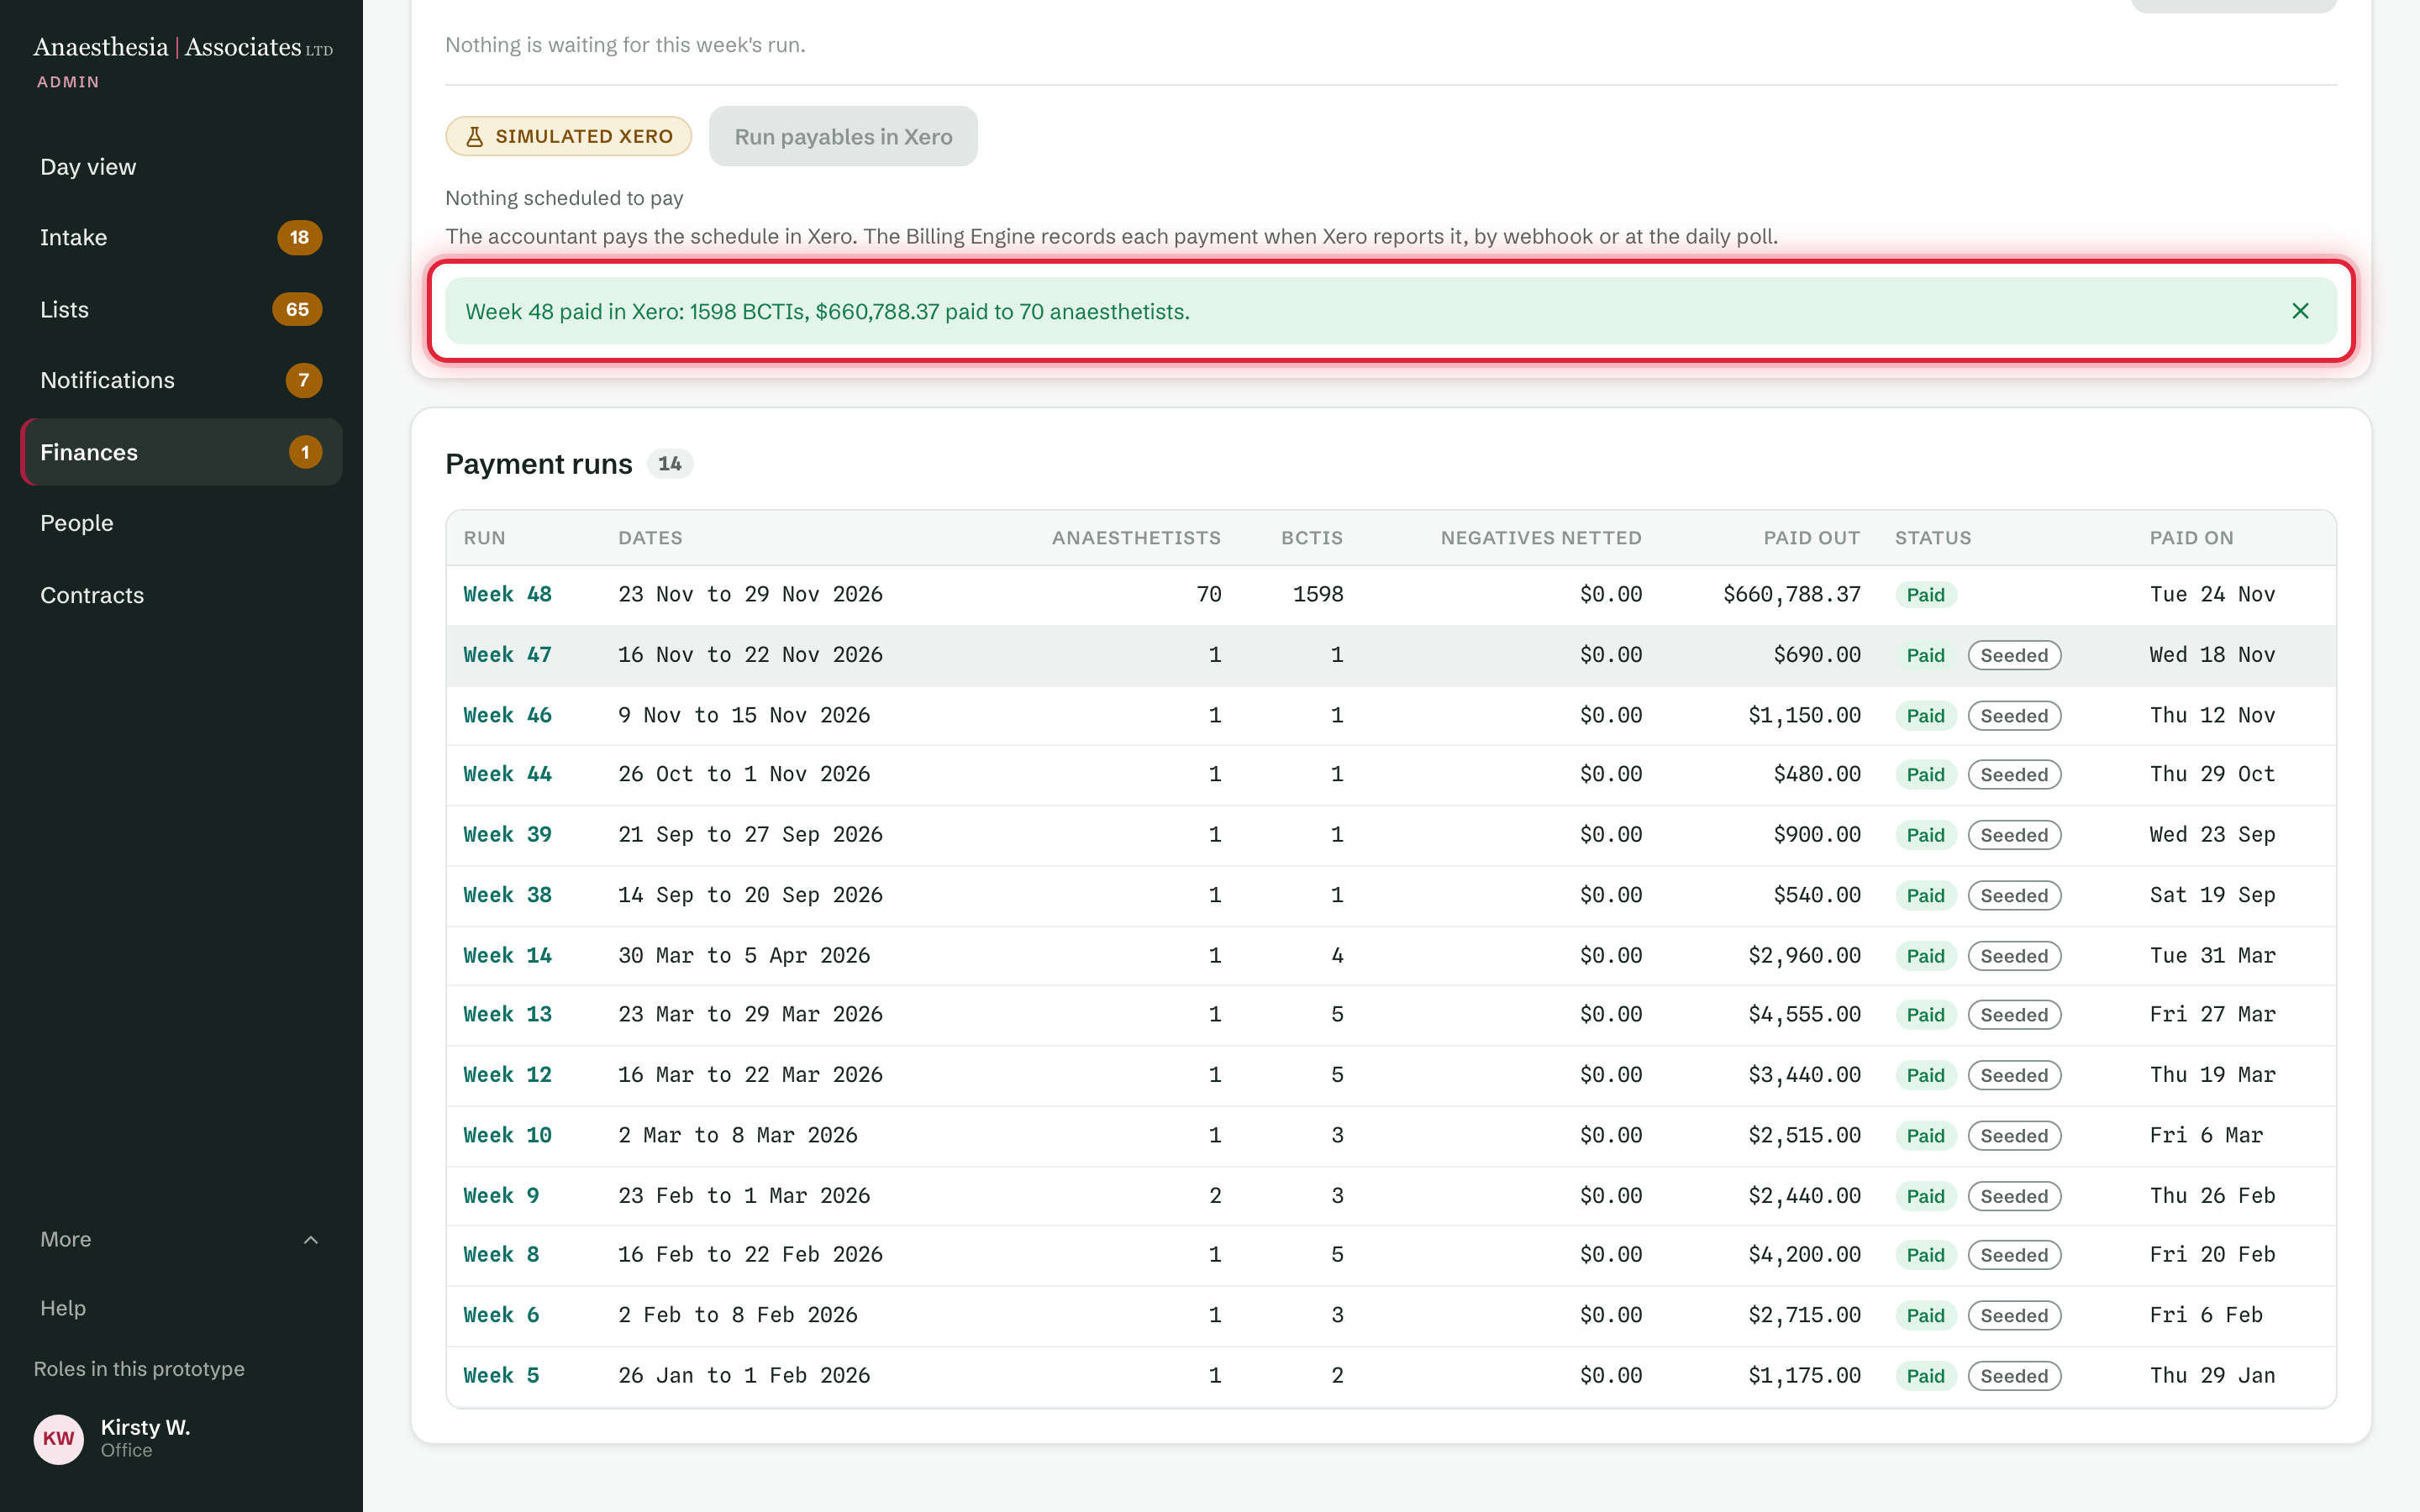 Anaesthesia | Associates LTD
ADMIN
Day view
Intake 18
Lists 65
Notifications 7
Finances 1
People
Contracts
More
Help
Roles in this prototype
KW
Kirsty W.
Office
Nothing is waiting for this week's run.
SIMULATED XERO
Run payables in Xero
Nothing scheduled to pay
The accountant pays the schedule in Xero. The Billing Engine records each payment when Xero reports it, by webhook or at the daily poll.
Week 48 paid in Xero: 1598 BCTIs, $660,788.37 paid to 70 anaesthetists.
Payment runs 14
RUN DATES ANAESTHETISTS BCTIS NEGATIVES NETTED PAID OUT STATUS PAID ON
Week 48 23 Nov to 29 Nov 2026 70 1598 $0.00 $660,788.37 Paid Tue 24 Nov
Week 47 16 Nov to 22 Nov 2026 1 1 $0.00 $690.00 Paid Seeded Wed 18 Nov
Week 46 9 Nov to 15 Nov 2026 1 1 $0.00 $1,150.00 Paid Seeded Thu 12 Nov
Week 44 26 Oct to 1 Nov 2026 1 1 $0.00 $480.00 Paid Seeded Thu 29 Oct
Week 39 21 Sep to 27 Sep 2026 1 1 $0.00 $900.00 Paid Seeded Wed 23 Sep
Week 38 14 Sep to 20 Sep 2026 1 1 $0.00 $540.00 Paid Seeded Sat 19 Sep
Week 14 30 Mar to 5 Apr 2026 1 4 $0.00 $2,960.00 Paid Seeded Tue 31 Mar
Week 13 23 Mar to 29 Mar 2026 1 5 $0.00 $4,555.00 Paid Seeded Fri 27 Mar
Week 12 16 Mar to 22 Mar 2026 1 5 $0.00 $3,440.00 Paid Seeded Thu 19 Mar
Week 10 2 Mar to 8 Mar 2026 1 3 $0.00 $2,515.00 Paid Seeded Fri 6 Mar
Week 9 23 Feb to 1 Mar 2026 2 3 $0.00 $2,440.00 Paid Seeded Thu 26 Feb
Week 8 16 Feb to 22 Feb 2026 1 5 $0.00 $4,200.00 Paid Seeded Fri 20 Feb
Week 6 2 Feb to 8 Feb 2026 1 3 $0.00 $2,715.00 Paid Seeded Fri 6 Feb
Week 5 26 Jan to 1 Feb 2026 1 2 $0.00 $1,175.00 Paid Seeded Thu 29 Jan